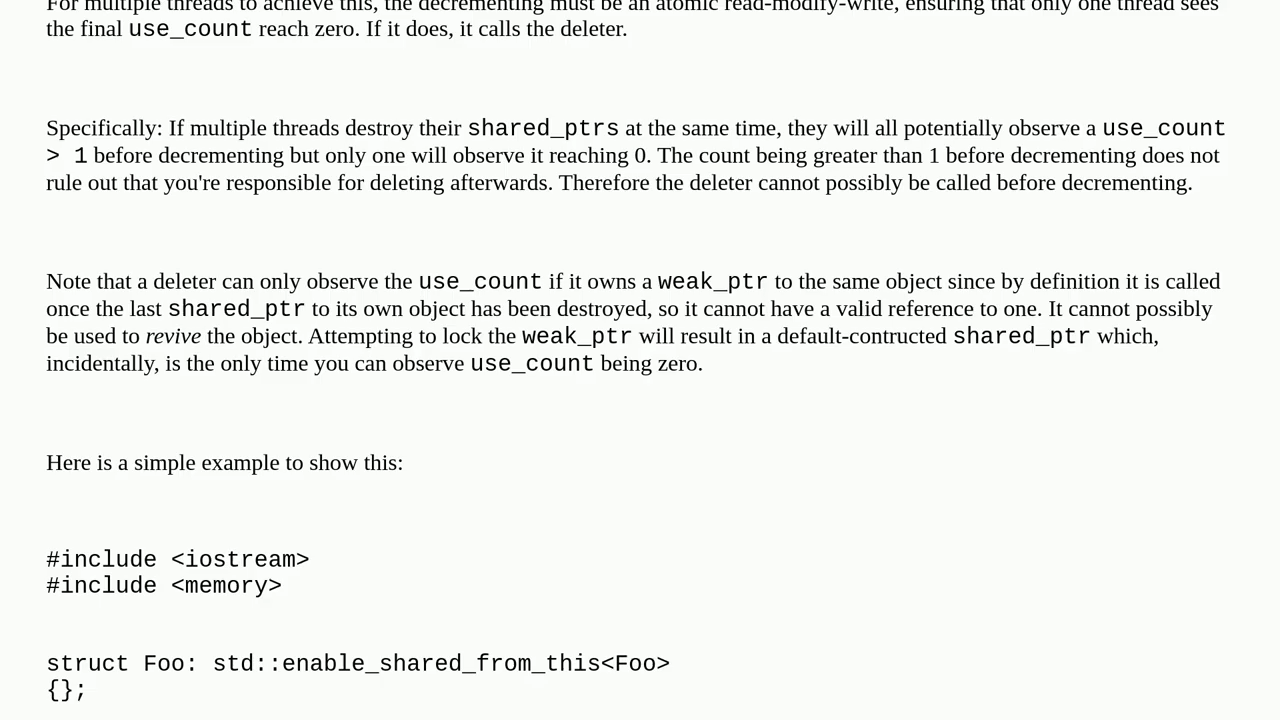 For multiple threads to achieve this, the decrementing must be an atomic read-modify-write, ensuring that only one thread sees
the final use_count reach zero. If it does, it calls the deleter.
Specifically: If multiple threads destroy their shared_ptrs at the same time, they will all potentially observe a use_count
> 1 before decrementing but only one will observe it reaching 0. The count being greater than 1 before decrementing does not
rule out that you're responsible for deleting afterwards. Therefore the deleter cannot possibly be called before decrementing.
Note that a deleter can only observe the use_count if it owns a weak_ptr to the same object since by definition it is called
once the last shared_ptr to its own object has been destroyed, so it cannot have a valid reference to one. It cannot possibly
be used to revive the object. Attempting to lock the weak_ptr will result in a default-contructed shared_ptr which,
incidentally, is the only time you can observe use_count being zero.
Here is a simple example to show this:
#include <iostream>
#include <memory>
struct Foo: std::enable_shared_from_this<Foo>
{};